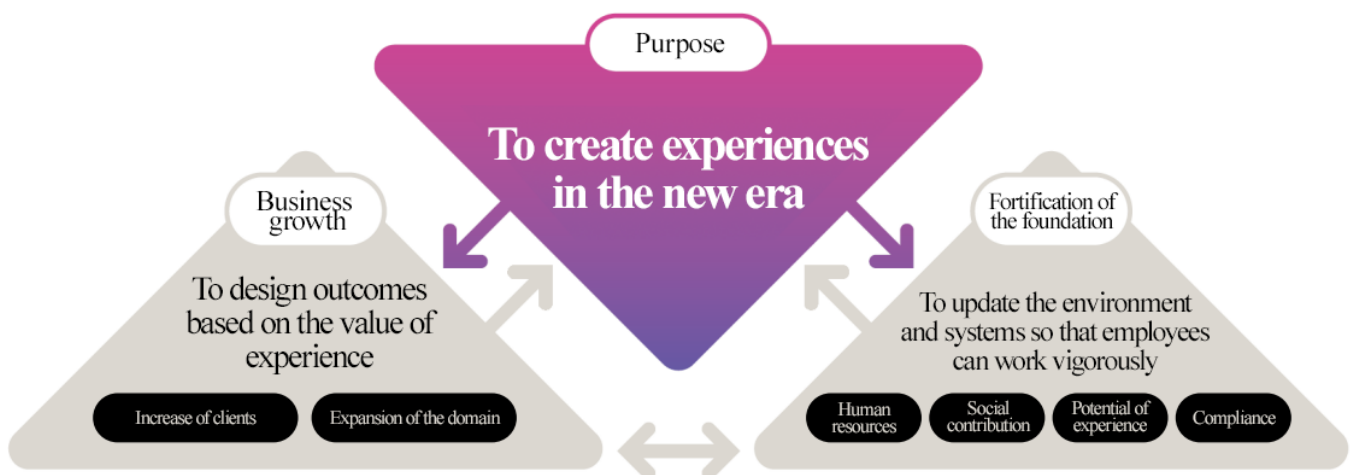 Purpose
To create experiences
in the new era
Business
growth
To design outcomes
based on the value of
experience
Increase of clients
Expansion of the domain
Fortification of
the foundation
To update the environment
and systems so that employees
can work vigorously
Human
resources
Social
contribution
Potential of
experience
Compliance